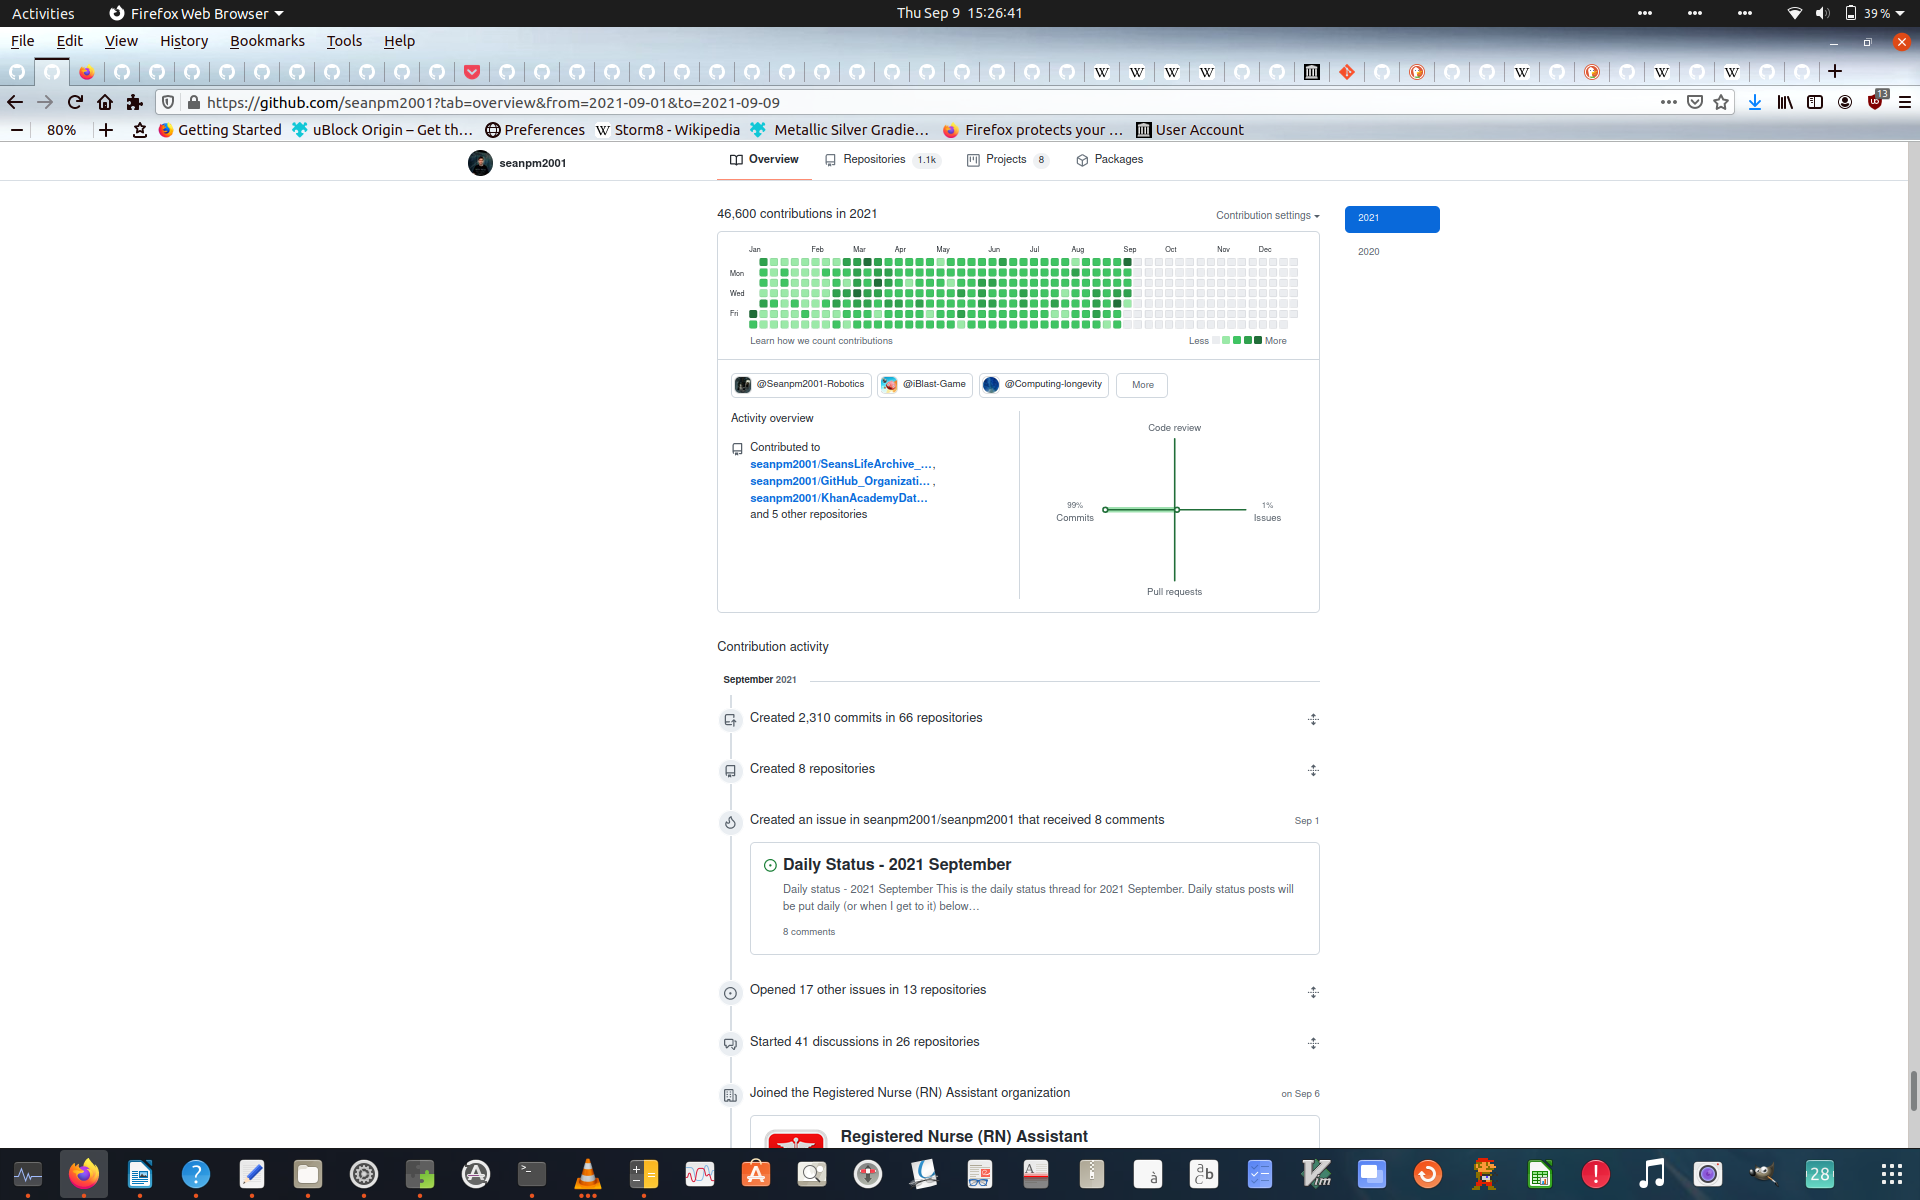 Activities
Firefox Web Browser
Thu Sep 9 15:26:41
39 %
File Edit View History Bookmarks Tools Help
https://github.com/seanpm2001?tab=overview&from=2021-09-01&to=2021-09-09
13
80%
Getting Started
uBlock Origin – Get th…
Preferences
Storm8 - Wikipedia
Metallic Silver Gradie…
Firefox protects your …
User Account
seanpm2001
Overview
Repositories 1.1k
Projects 8
Packages
46,600 contributions in 2021
Contribution settings
2021
2020
Jan Feb Mar Apr May Jun Jul Aug Sep Oct Nov Dec
Mon
Wed
Fri
Learn how we count contributions
Less More
@Seanpm2001-Robotics
@iBlast-Game
@Computing-longevity
More
Activity overview
Contributed to
seanpm2001/SeansLifeArchive_…,
seanpm2001/GitHub_Organizati… ,
seanpm2001/KhanAcademyDat…
and 5 other repositories
Code review
99%
Commits
1%
Issues
Pull requests
Contribution activity
September 2021
Created 2,310 commits in 66 repositories
Created 8 repositories
Created an issue in seanpm2001/seanpm2001 that received 8 comments
Sep 1
Daily Status - 2021 September
Daily status - 2021 September This is the daily status thread for 2021 September. Daily status posts will
be put daily (or when I get to it) below…
8 comments
Opened 17 other issues in 13 repositories
Started 41 discussions in 26 repositories
Joined the Registered Nurse (RN) Assistant organization
on Sep 6
Registered Nurse (RN) Assistant
28